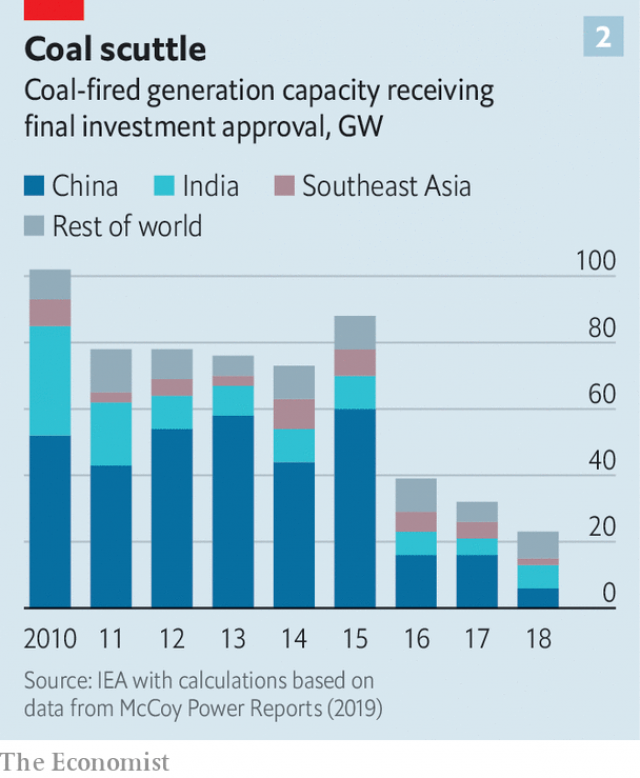 2
Coal scuttle
Coal-fired generation capacity receiving
final investment approval, GW
China India Southeast Asia
Rest of world
100
80
60
40
20
0
2010 11 12 13 14 15 16 17 18
Source: IEA with calculations based on
data from McCoy Power Reports (2019)
The Economist